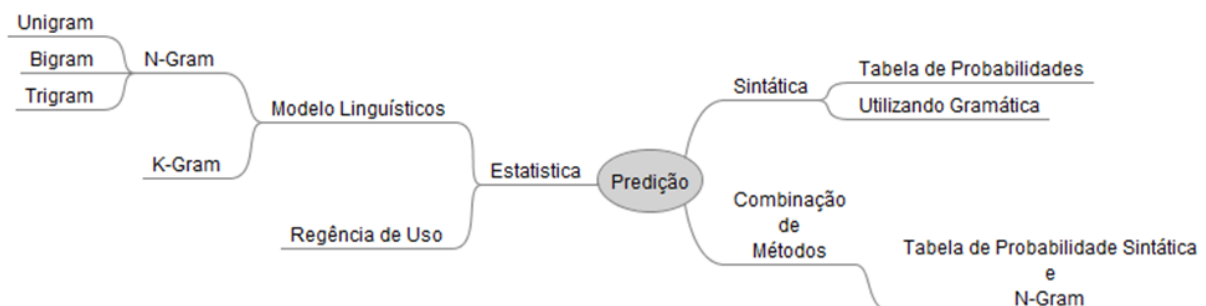 Unigram
Bigram
Trigram
N-Gram
K-Gram
Modelo Linguísticos
Regência de Uso
Estatistica
Predição
Sintática
Tabela de Probabilidades
Utilizando Gramática
Combinação
de
Métodos
Tabela de Probabilidade Sintática
e
N-Gram